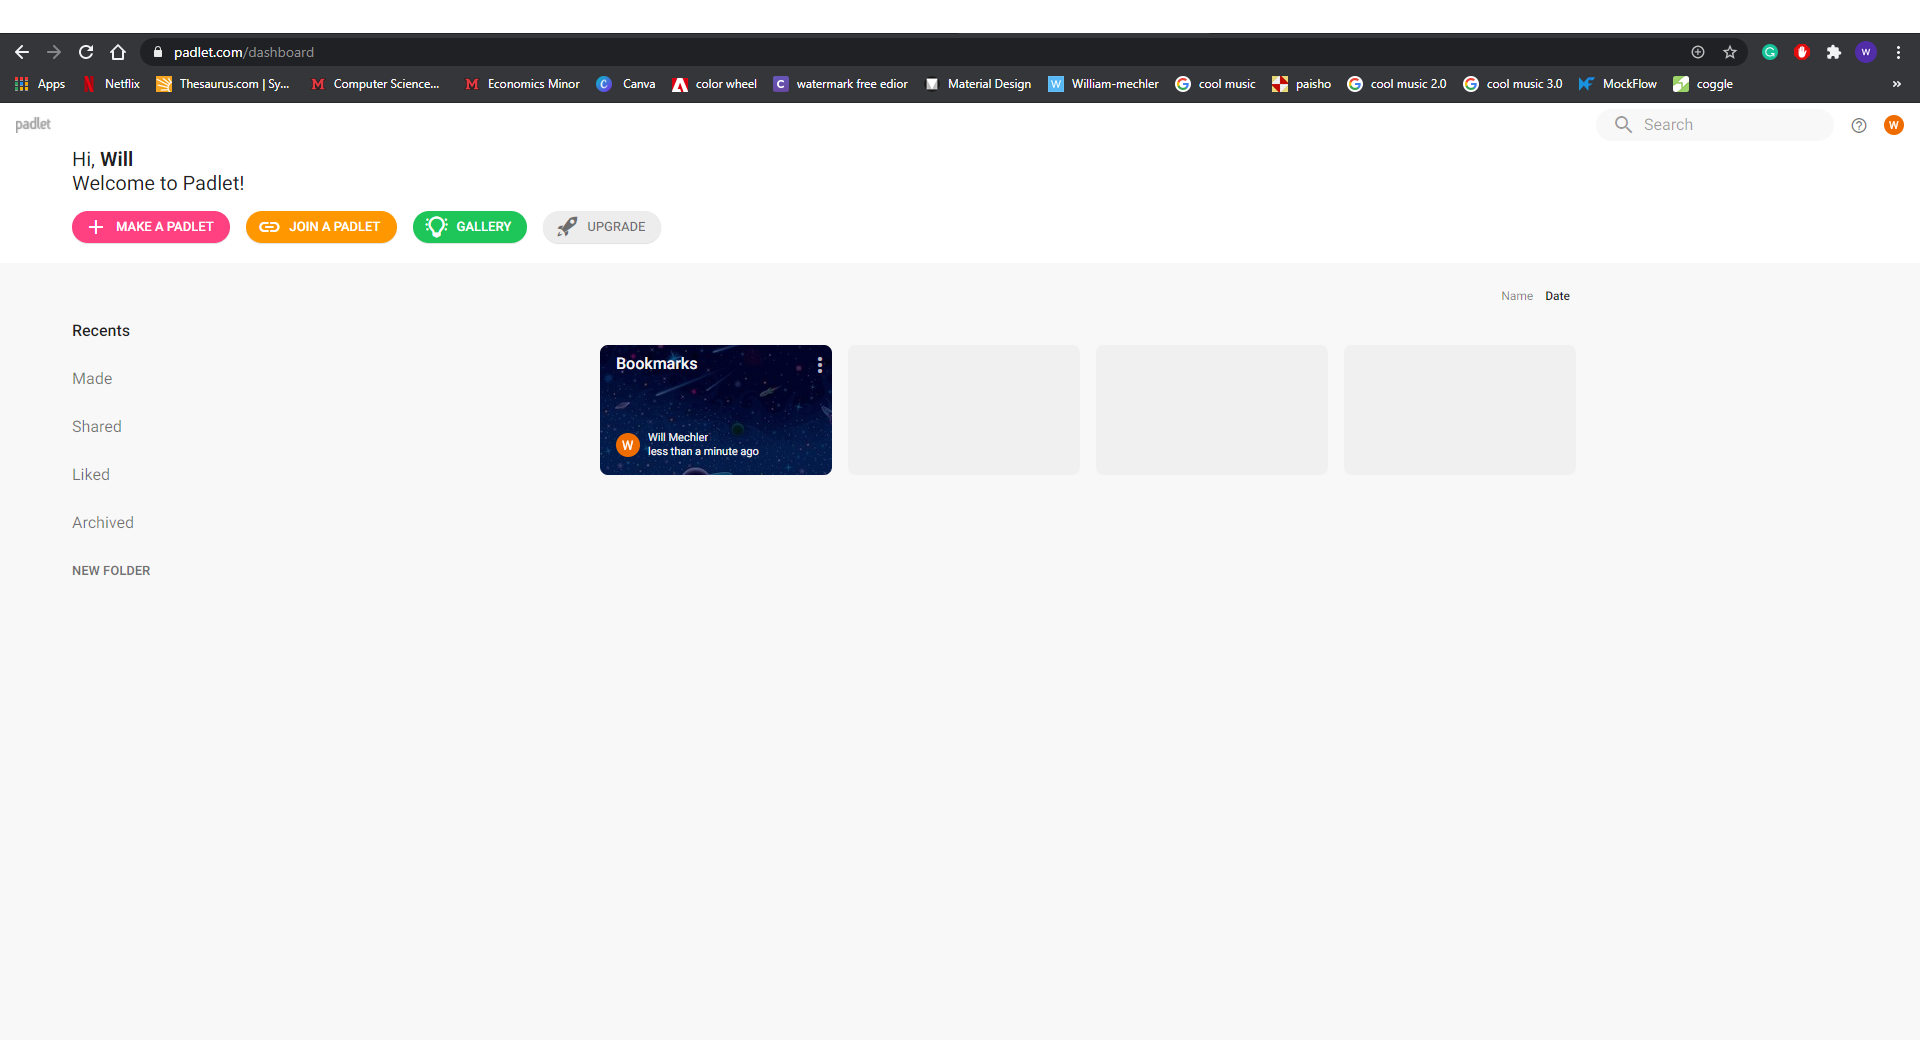 padlet.com/dashboard
Apps Netflix Thesaurus.com | Sy... Computer Science... Economics Minor Canva color wheel watermark free edior Material Design William-mechler cool music paisho cool music 2.0 cool music 3.0 MockFlow coggle »
padlet
Search
W
Hi, Will
Welcome to Padlet!
MAKE A PADLET JOIN A PADLET GALLERY UPGRADE
Name Date
Recents
Made
Shared
Liked
Archived
NEW FOLDER
Bookmarks
W
Will Mechler
less than a minute ago